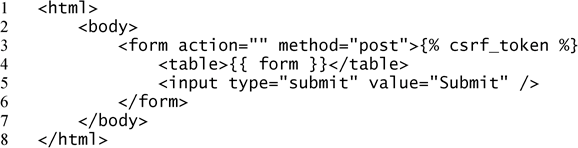 1 <html>
2     <body>
3         <form action="" method="post">{% csrf_token %}
4             <table>{{ form }}</table>
5             <input type="submit" value="Submit" />
6         </form>
7     </body>
8 </html>